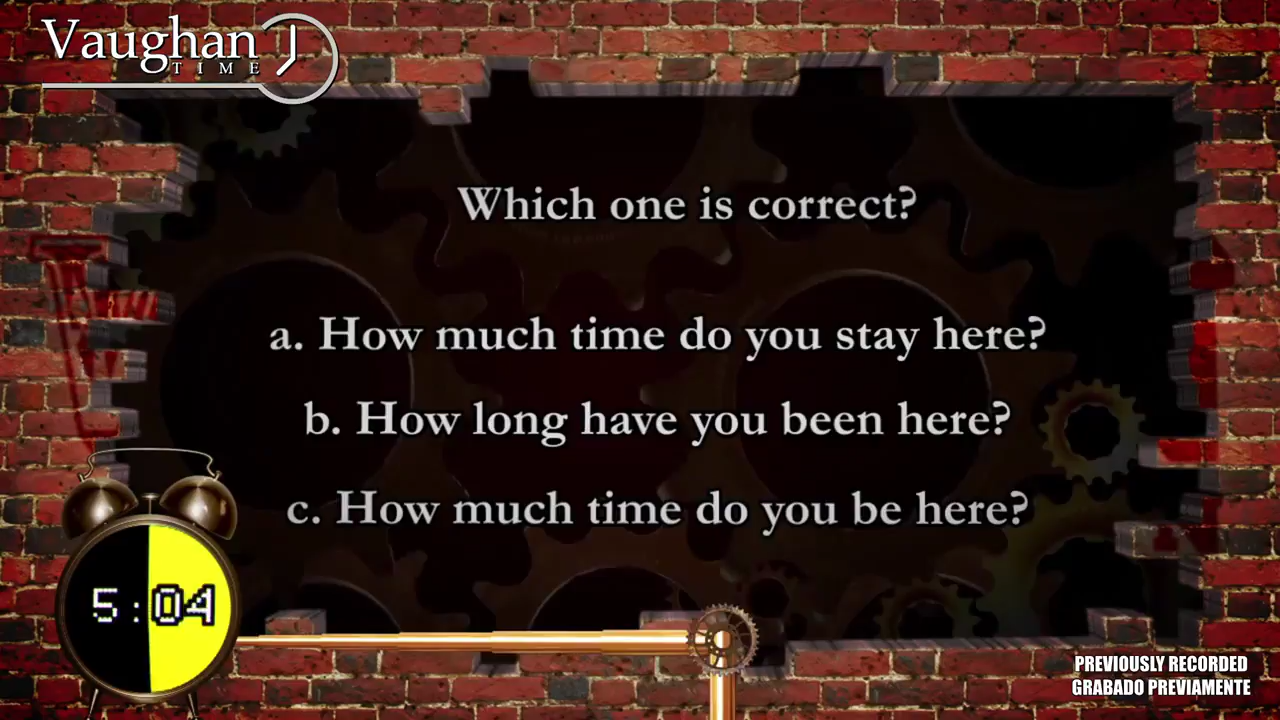 Vaughan
TIME
Which one is correct?
a. How much time do you stay here?
b. How long have you been here?
c. How much time do you be here?
5:04
PREVIOUSLY RECORDED
GRABADO PREVIAMENTE